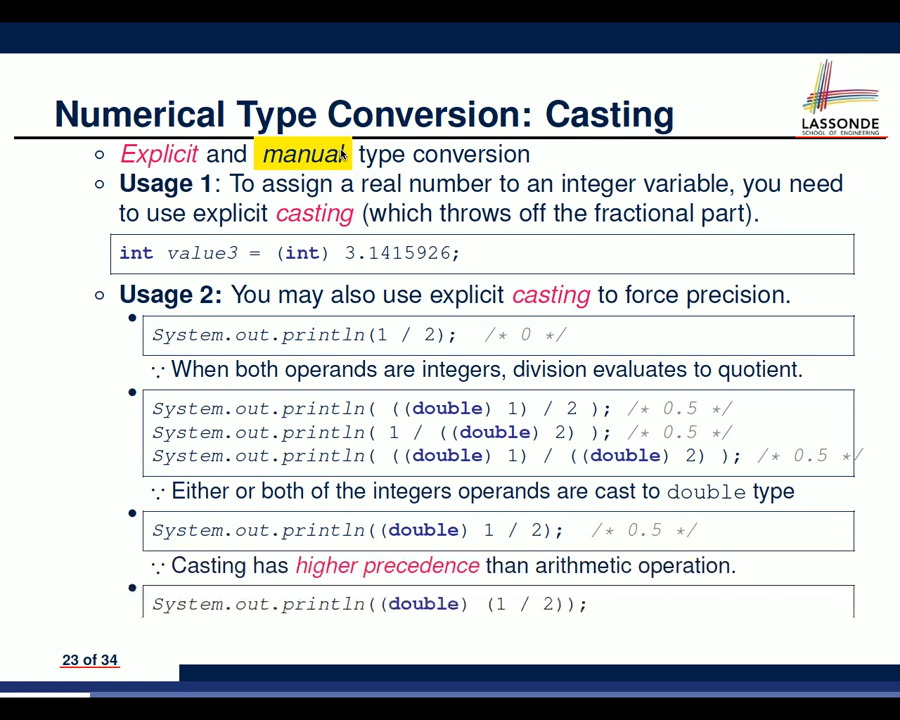 LASSONDE
SCHOOL OF ENGINEERING
Numerical Type Conversion: Casting
Explicit and manual type conversion
Usage 1: To assign a real number to an integer variable, you need
to use explicit casting (which throws off the fractional part).
int value3 = (int) 3.1415926;
Usage 2: You may also use explicit casting to force precision.
System.out.println(1 / 2); /* 0 */
∵ When both operands are integers, division evaluates to quotient.
System.out.println( ((double) 1) / 2 ); /* 0.5 */
System.out.println( 1 / ((double) 2) ); /* 0.5 */
System.out.println( ((double) 1) / ((double) 2) ); /* 0.5 */
∵ Either or both of the integers operands are cast to double type
System.out.println((double) 1 / 2); /* 0.5 */
∵ Casting has higher precedence than arithmetic operation.
System.out.println((double) (1 / 2));
23 of 34